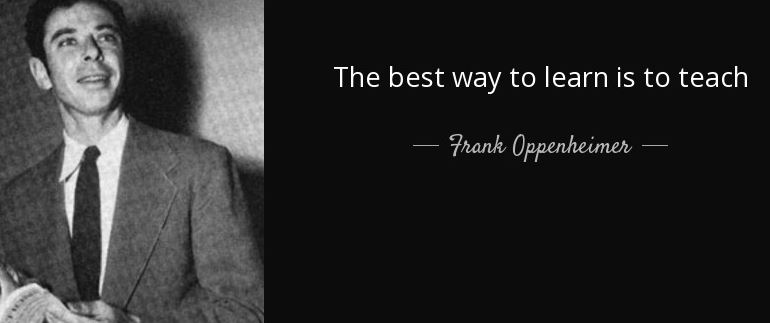 The best way to learn is to teach
Frank Oppenheimer